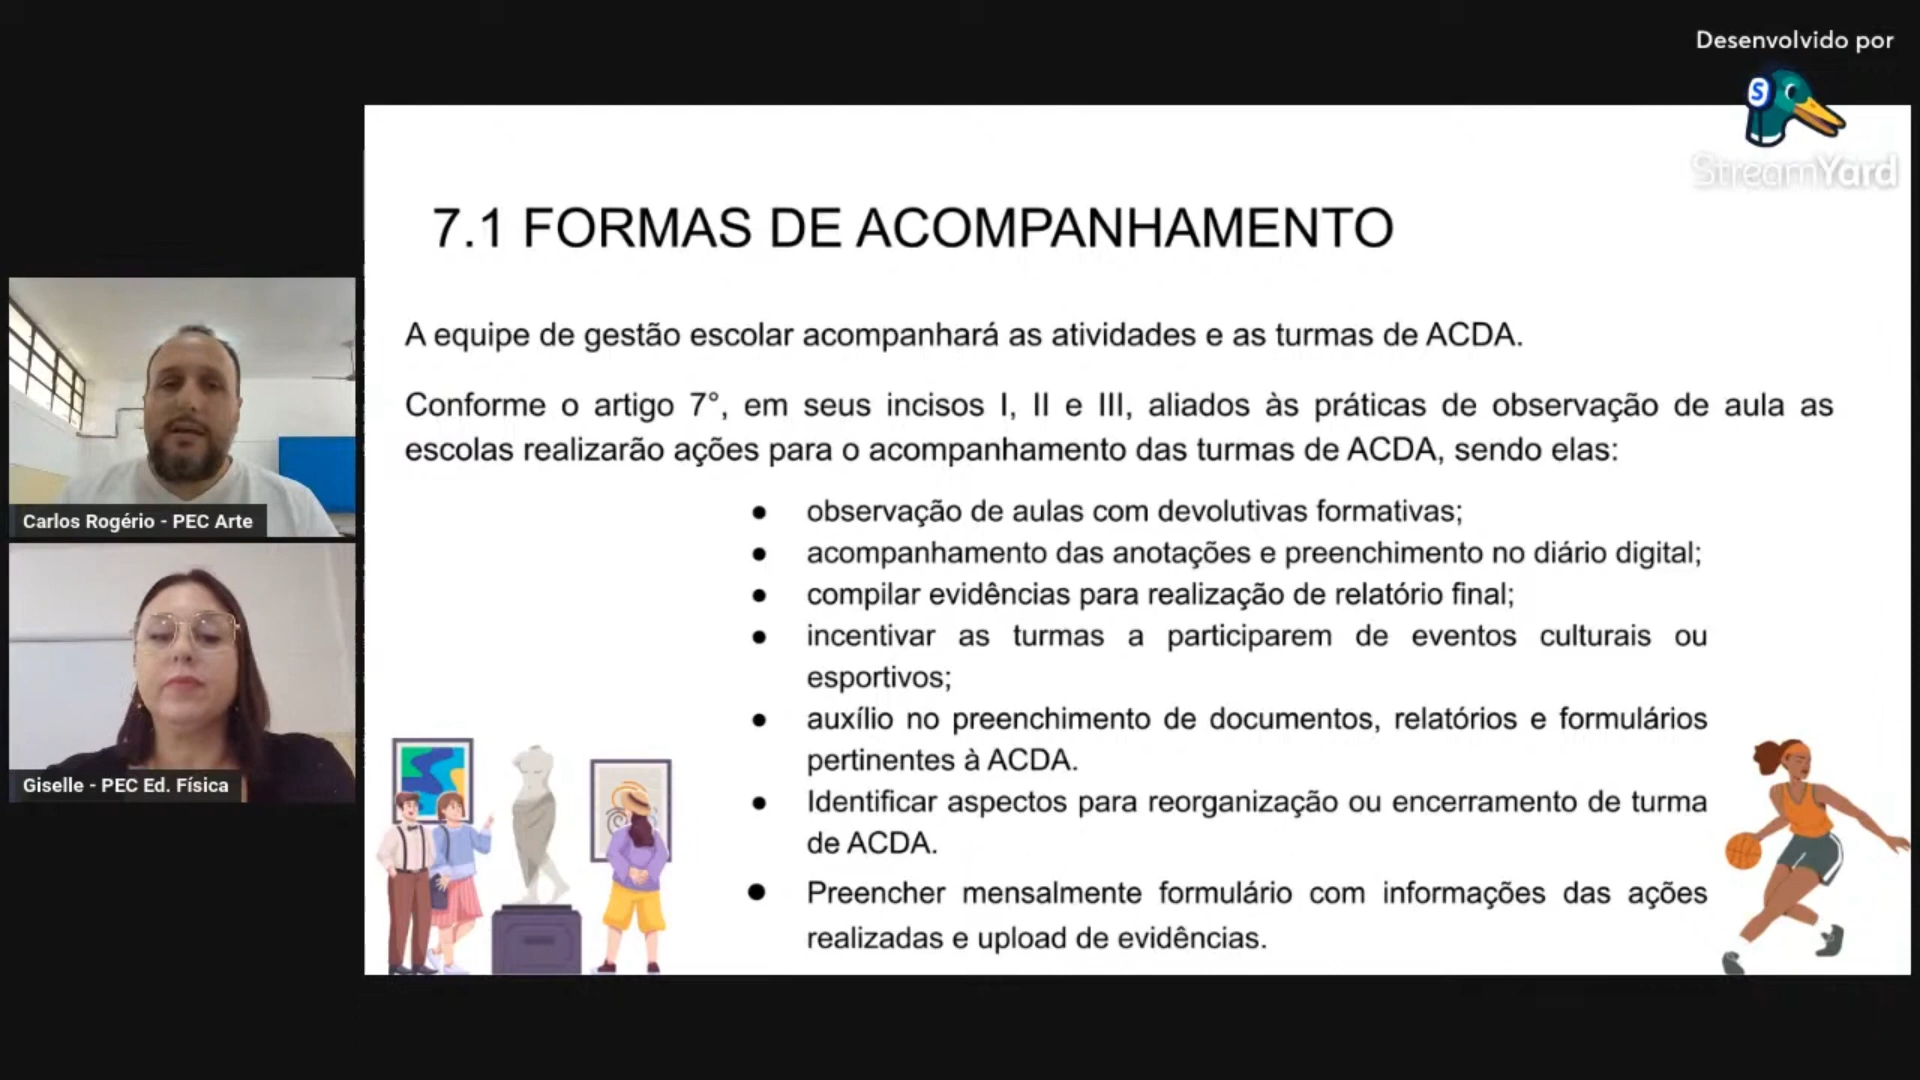 Desenvolvido por
S
StreamYard
7.1 FORMAS DE ACOMPANHAMENTO
A equipe de gestão escolar acompanhará as atividades e as turmas de ACDA.
Conforme o artigo 7°, em seus incisos I, II e III, aliados às práticas de observação de aula as
escolas realizarão ações para o acompanhamento das turmas de ACDA, sendo elas:
● observação de aulas com devolutivas formativas;
● acompanhamento das anotações e preenchimento no diário digital;
● compilar evidências para realização de relatório final;
● incentivar as turmas a participarem de eventos culturais ou
esportivos;
● auxílio no preenchimento de documentos, relatórios e formulários
pertinentes à ACDA.
● Identificar aspectos para reorganização ou encerramento de turma
de ACDA.
● Preencher mensalmente formulário com informações das ações
realizadas e upload de evidências.
Carlos Rogério - PEC Arte
Giselle - PEC Ed. Física